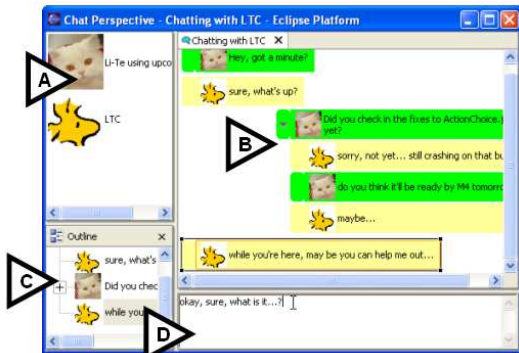 Chat Perspective - Chatting with LTC - Eclipse Platform
Chatting with LTC
Li-Te using upco
LTC
Hey, got a minute?
sure, what's up?
Did you check in the fixes to ActionChoice.j
yet?
sorry, not yet... still crashing on that bu
do you think it'll be ready by M4 tomorro
maybe...
while you're here, may be you can help me out...
Outline
sure, what's
Did you chec
while you
okay, sure, what is it...?
A
B
C
D